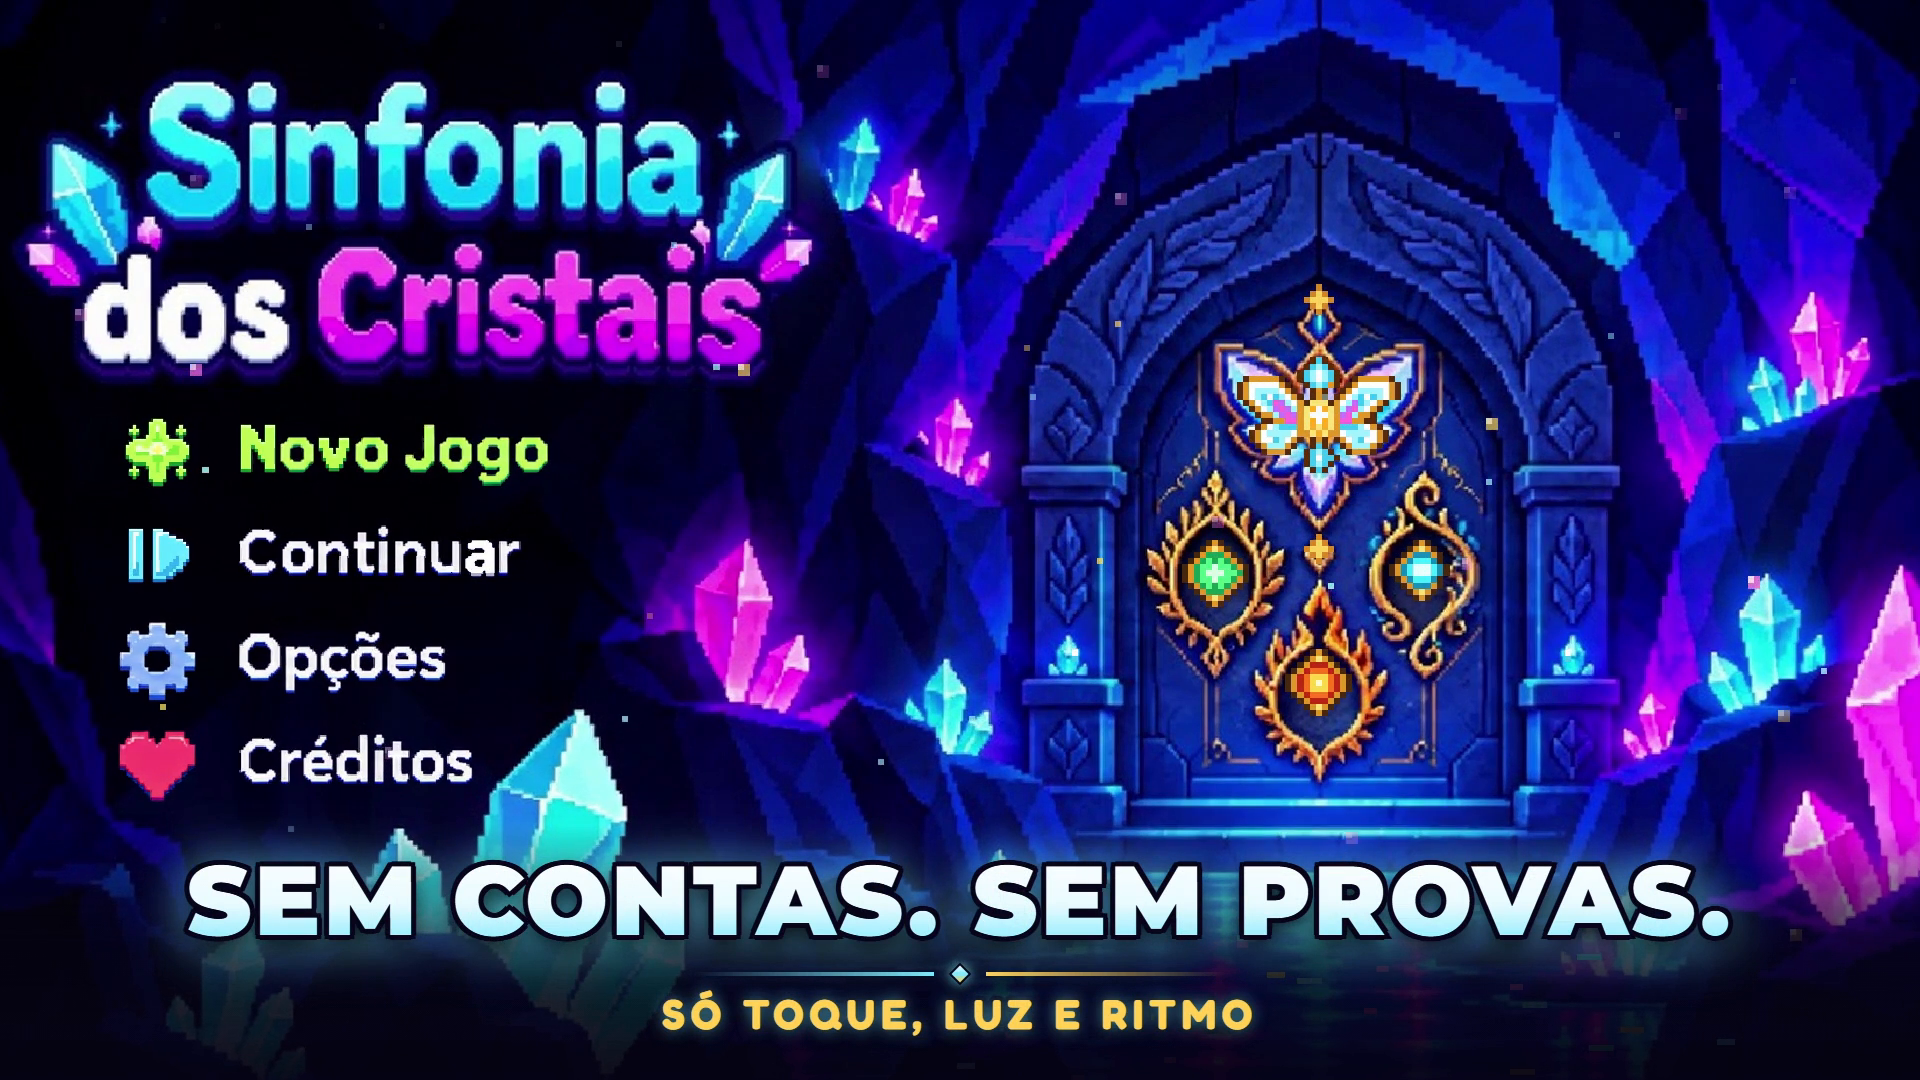 Sinfonia
dos Cristais
Novo Jogo
Continuar
Opções
Créditos
SEM CONTAS. SEM PROVAS.
SÓ TOQUE, LUZ E RITMO